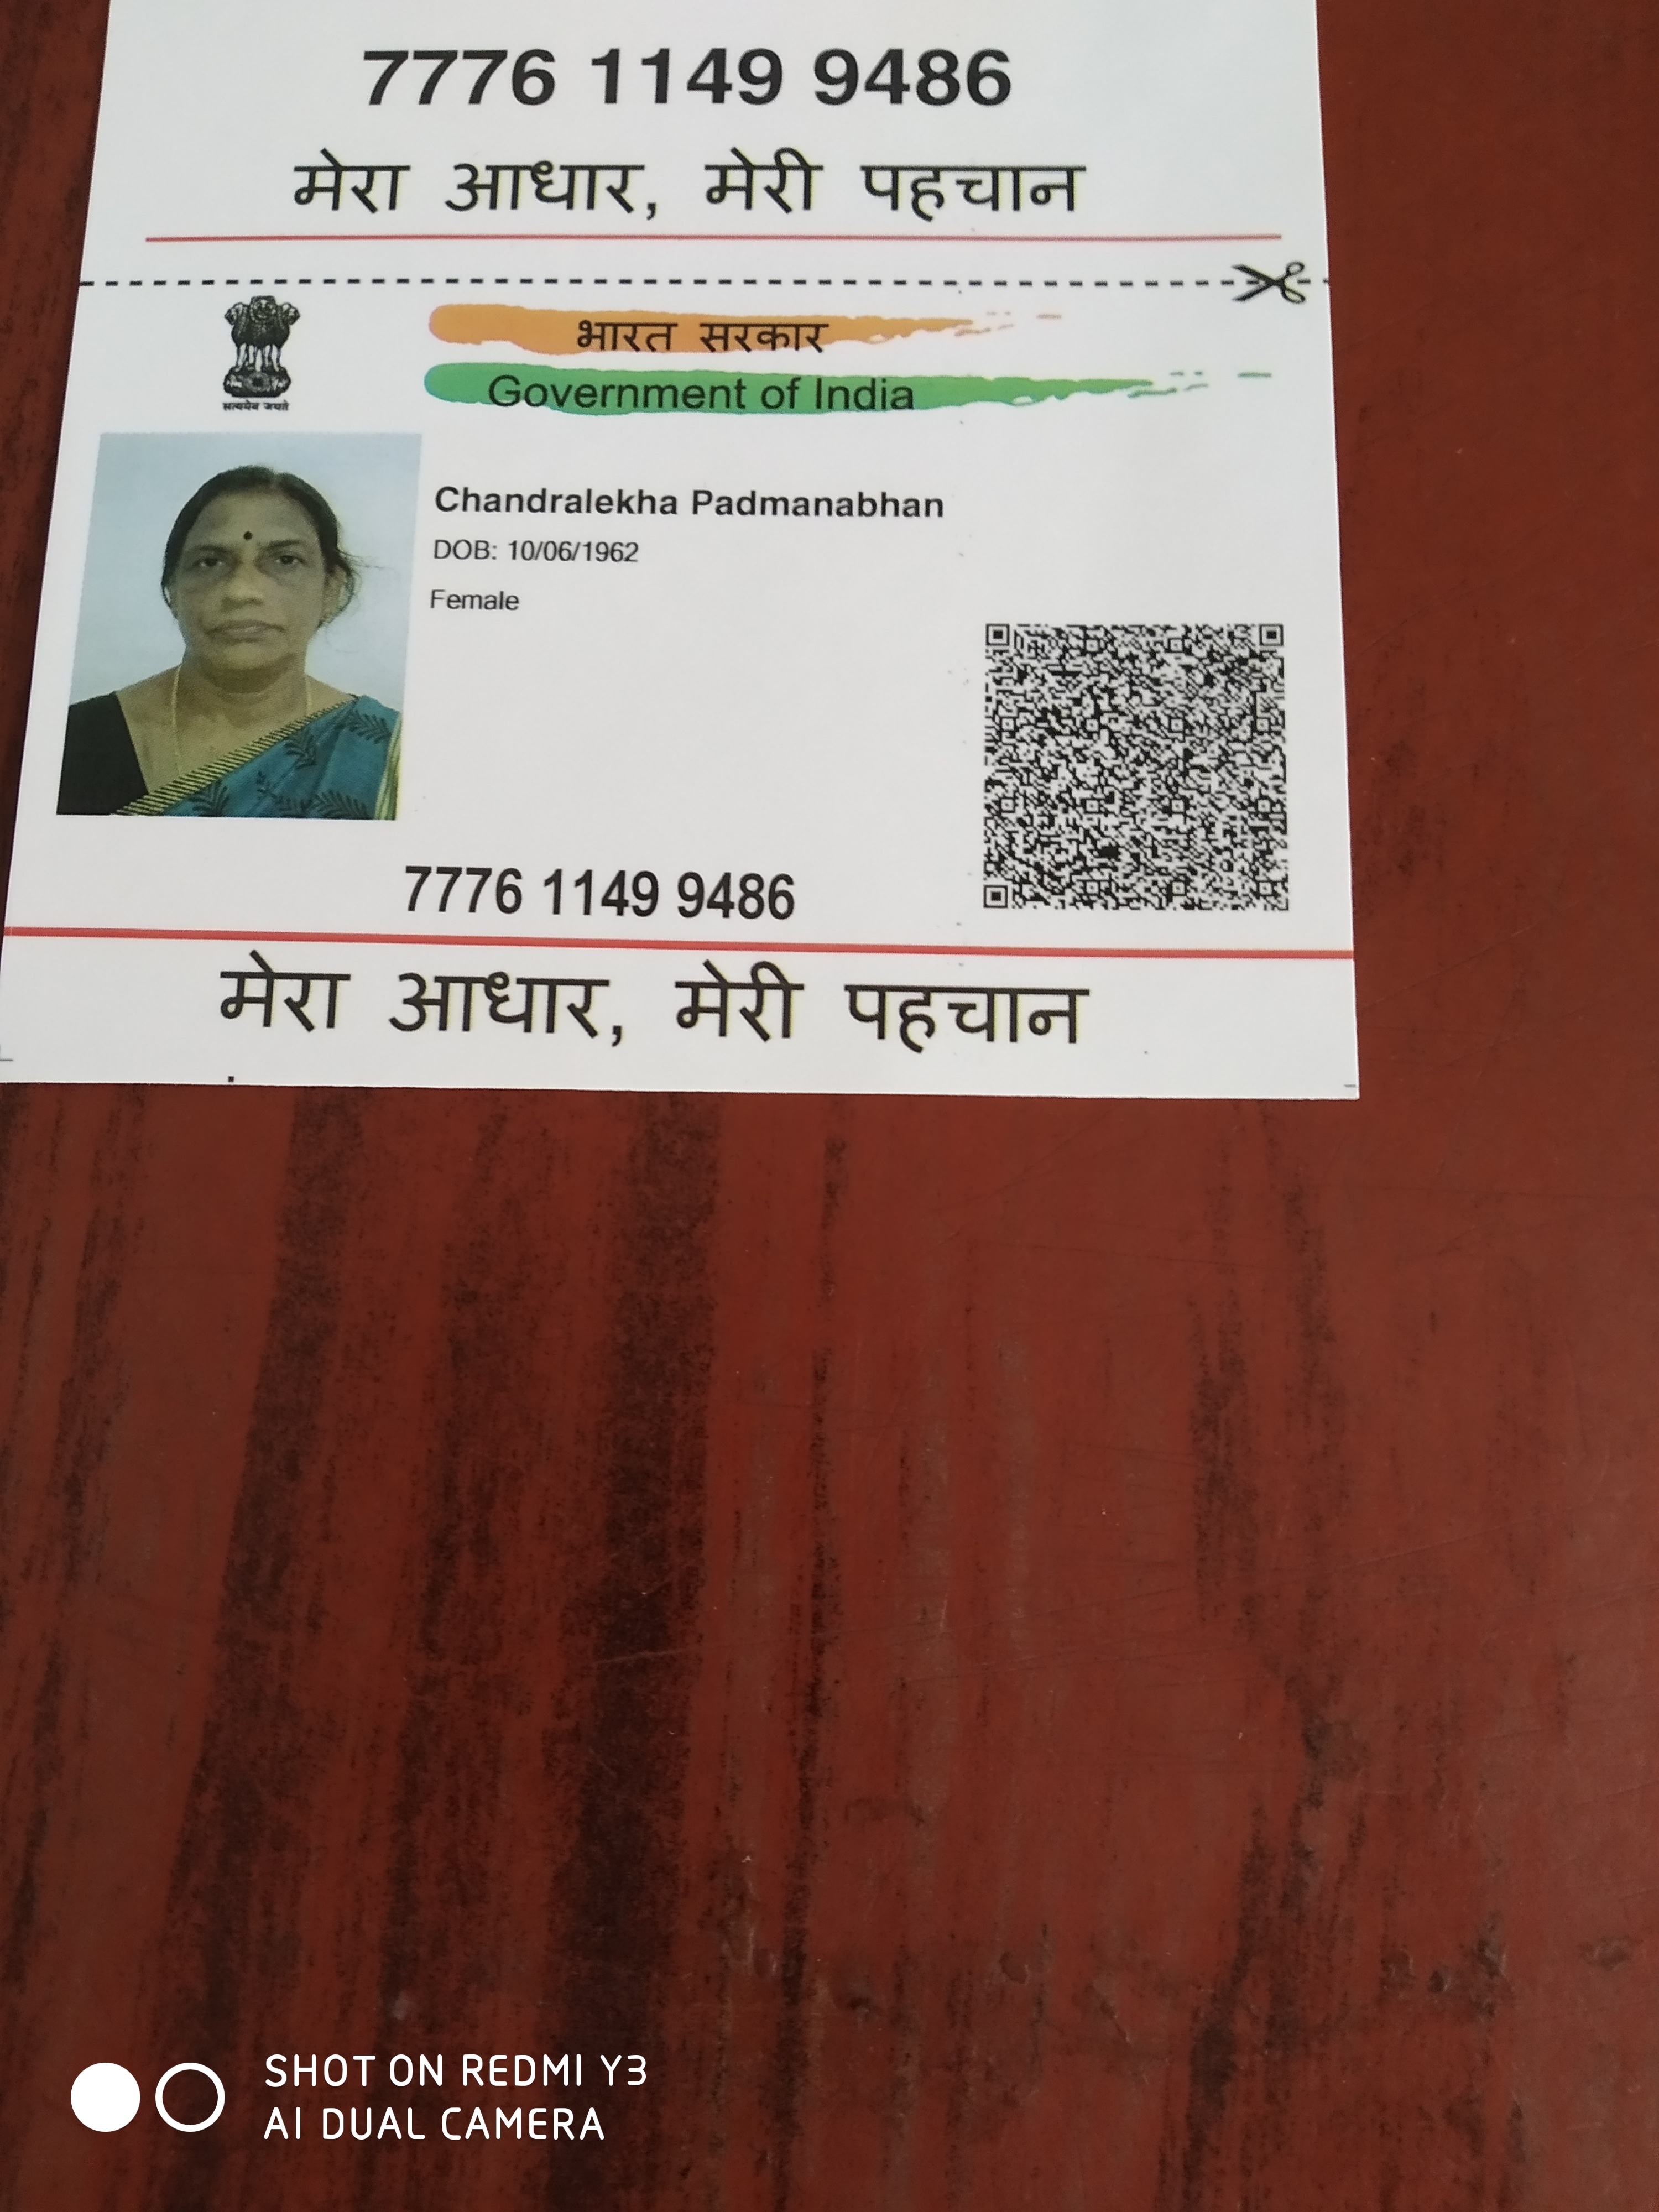 7776 1149 9486
मेरा आधार, मेरी पहचान
सत्यमेव जयते
भारत सरकार
Government of India
Chandralekha Padmanabhan
DOB: 10/06/1962
Female
7776 1149 9486
मेरा आधार, मेरी पहचान
SHOT ON REDMI Y3
AI DUAL CAMERA